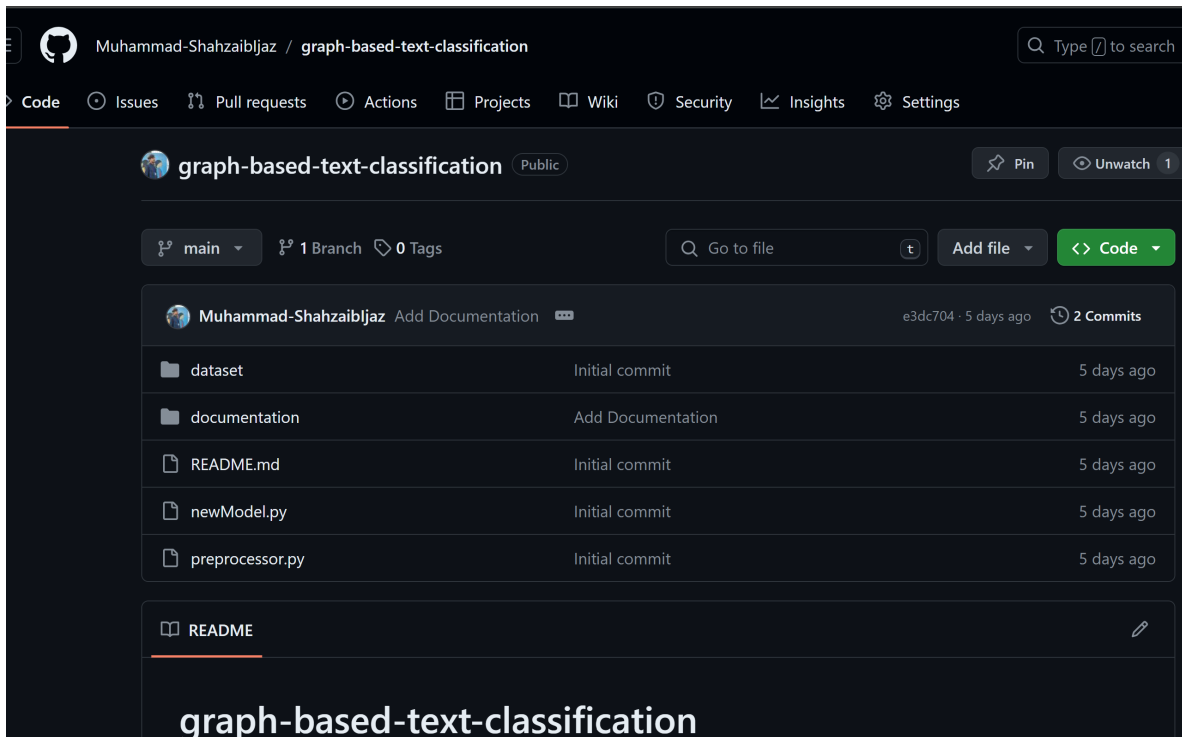 Muhammad-ShahzaibIjaz / graph-based-text-classification
Type / to search
Code Issues Pull requests Actions Projects Wiki Security Insights Settings
graph-based-text-classification Public
Pin Unwatch 1
main 1 Branch 0 Tags
Go to file t
Add file Code
Muhammad-ShahzaibIjaz Add Documentation e3dc704 · 5 days ago 2 Commits
dataset Initial commit 5 days ago
documentation Add Documentation 5 days ago
README.md Initial commit 5 days ago
newModel.py Initial commit 5 days ago
preprocessor.py Initial commit 5 days ago
README
graph-based-text-classification